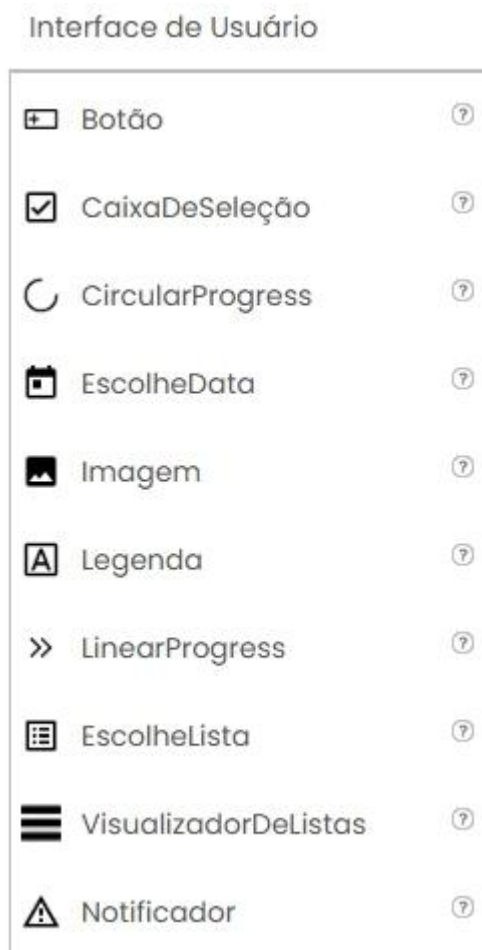 Interface de Usuário
Botão ?
CaixaDeSeleção ?
CircularProgress ?
EscolheData ?
Imagem ?
A Legenda ?
LinearProgress ?
EscolheLista ?
VisualizadorDeListas ?
Notificador ?